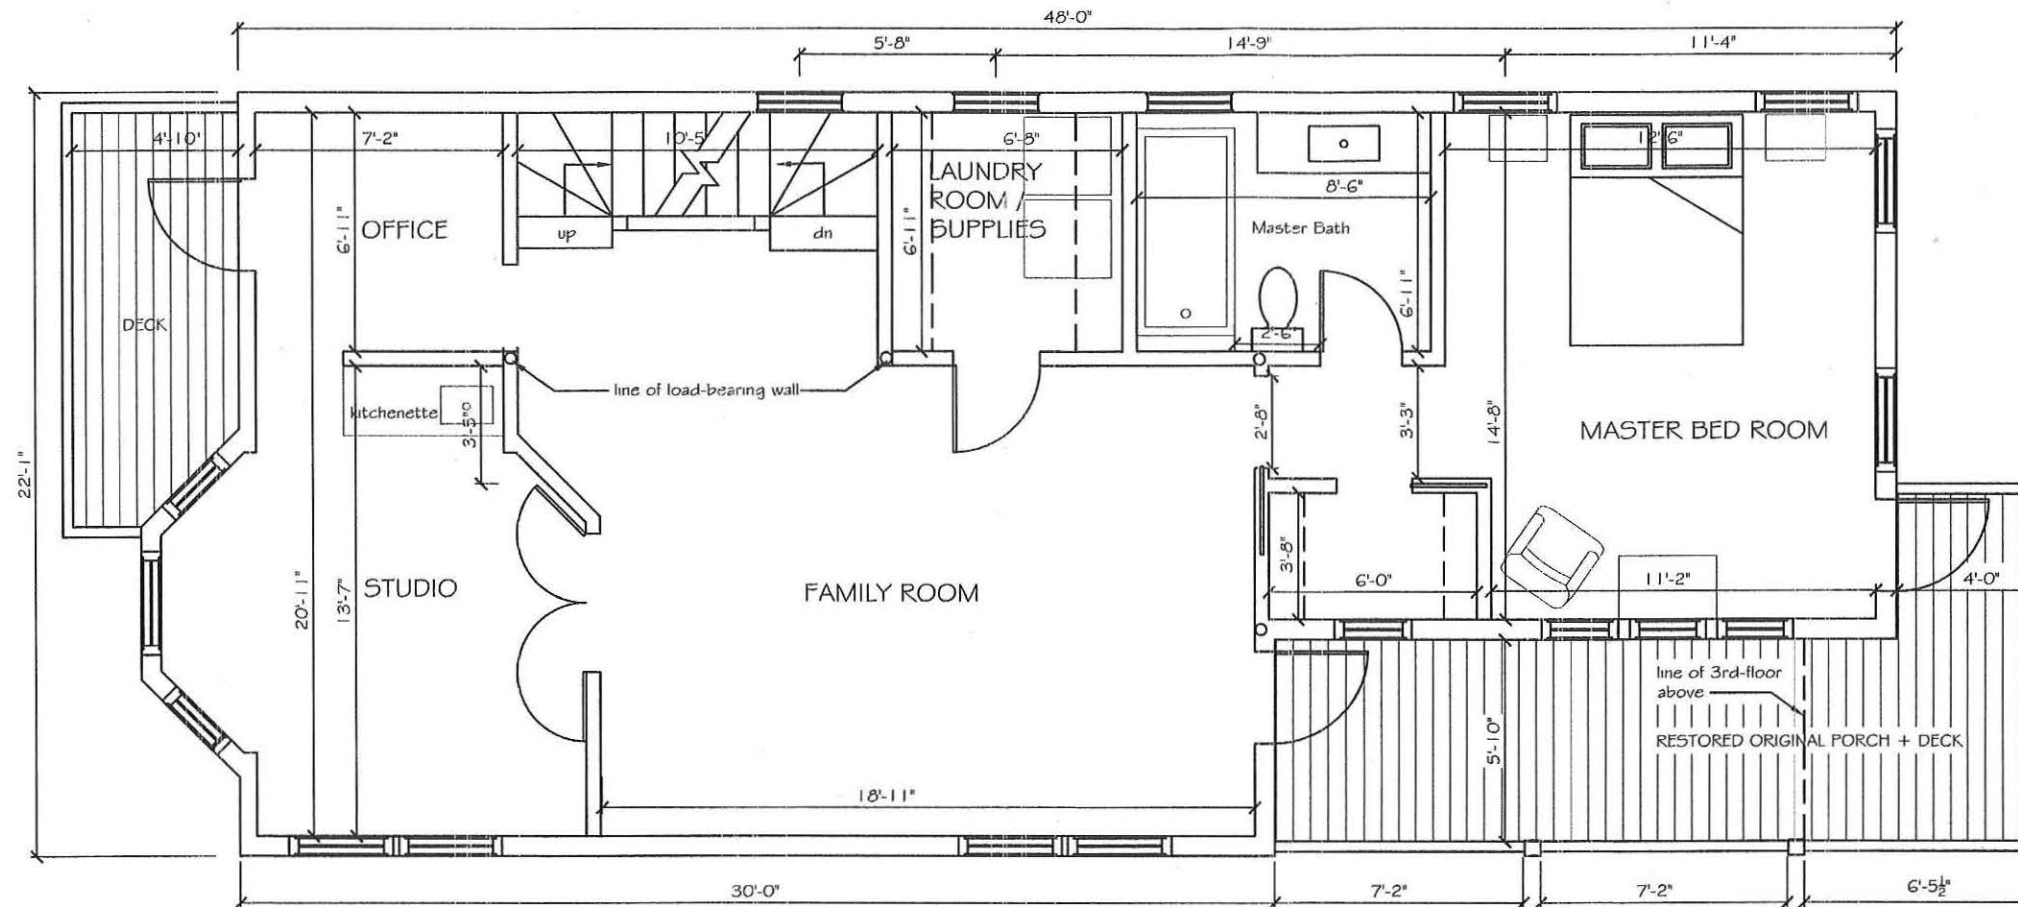 48'-0"
5'-8"
14'-9"
11'-4"
4'-10'
7'-2"
10'-5
6'-8"
12'-6"
LAUNDRY
ROOM /
SUPPLIES
8'-6"
OFFICE
6'-11"
up
dn
6'-11"
Master Bath
6'-11"
DECK
2'-6"
line of load-bearing wall
kitchenette
3'-5"
2'-8"
3'-3"
14'-8"
MASTER BED ROOM
22'-1"
20'-11"
13'-7"
STUDIO
FAMILY ROOM
3'-8"
6'-0"
11'-2"
4'-0"
line of 3rd-floor
above
5'-10"
RESTORED ORIGINAL PORCH + DECK
18'-11"
30'-0"
7'-2"
7'-2"
6'-5½"